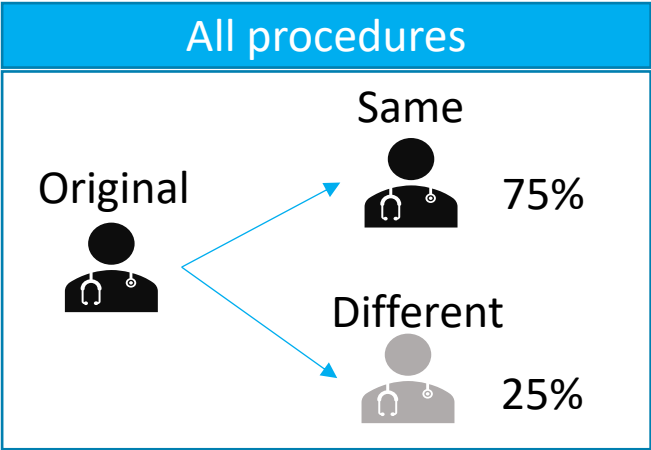 All procedures
Original
Same
75%
Different
25%